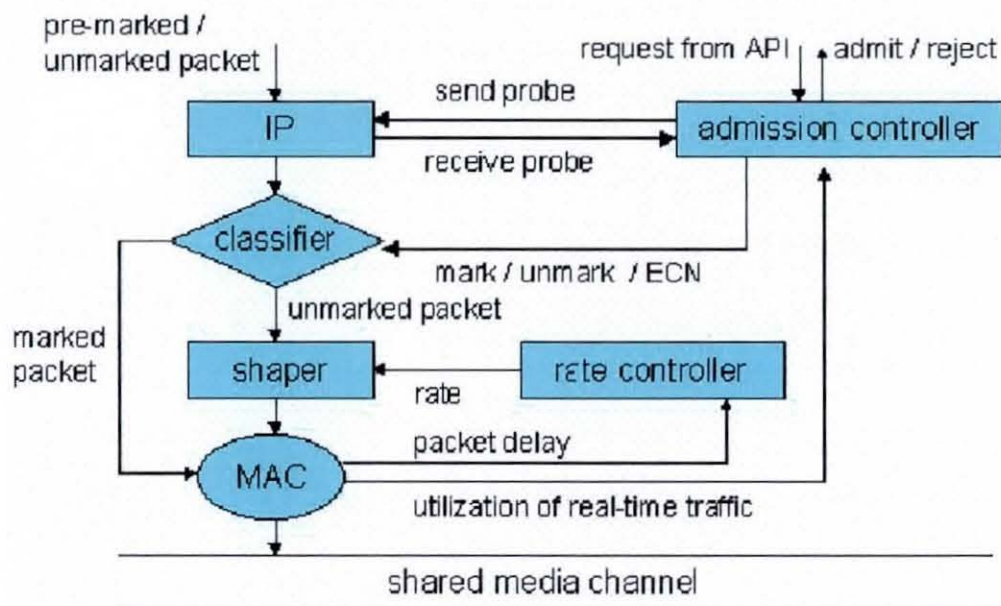 pre-marked /
unmarked packet
request from API
admit / reject
send probe
IP
admission controller
receive probe
classifier
mark / unmark / ECN
unmarked packet
marked
packet
shaper
rate controller
rate
packet delay
MAC
utilization of real-time traffic
shared media channel